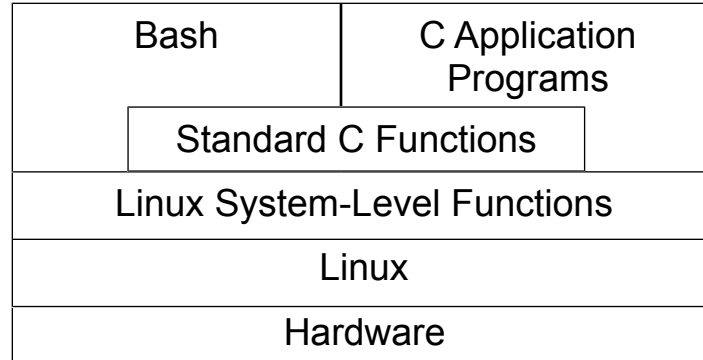 Bash
C Application
Programs
Standard C Functions
Linux System-Level Functions
Linux
Hardware